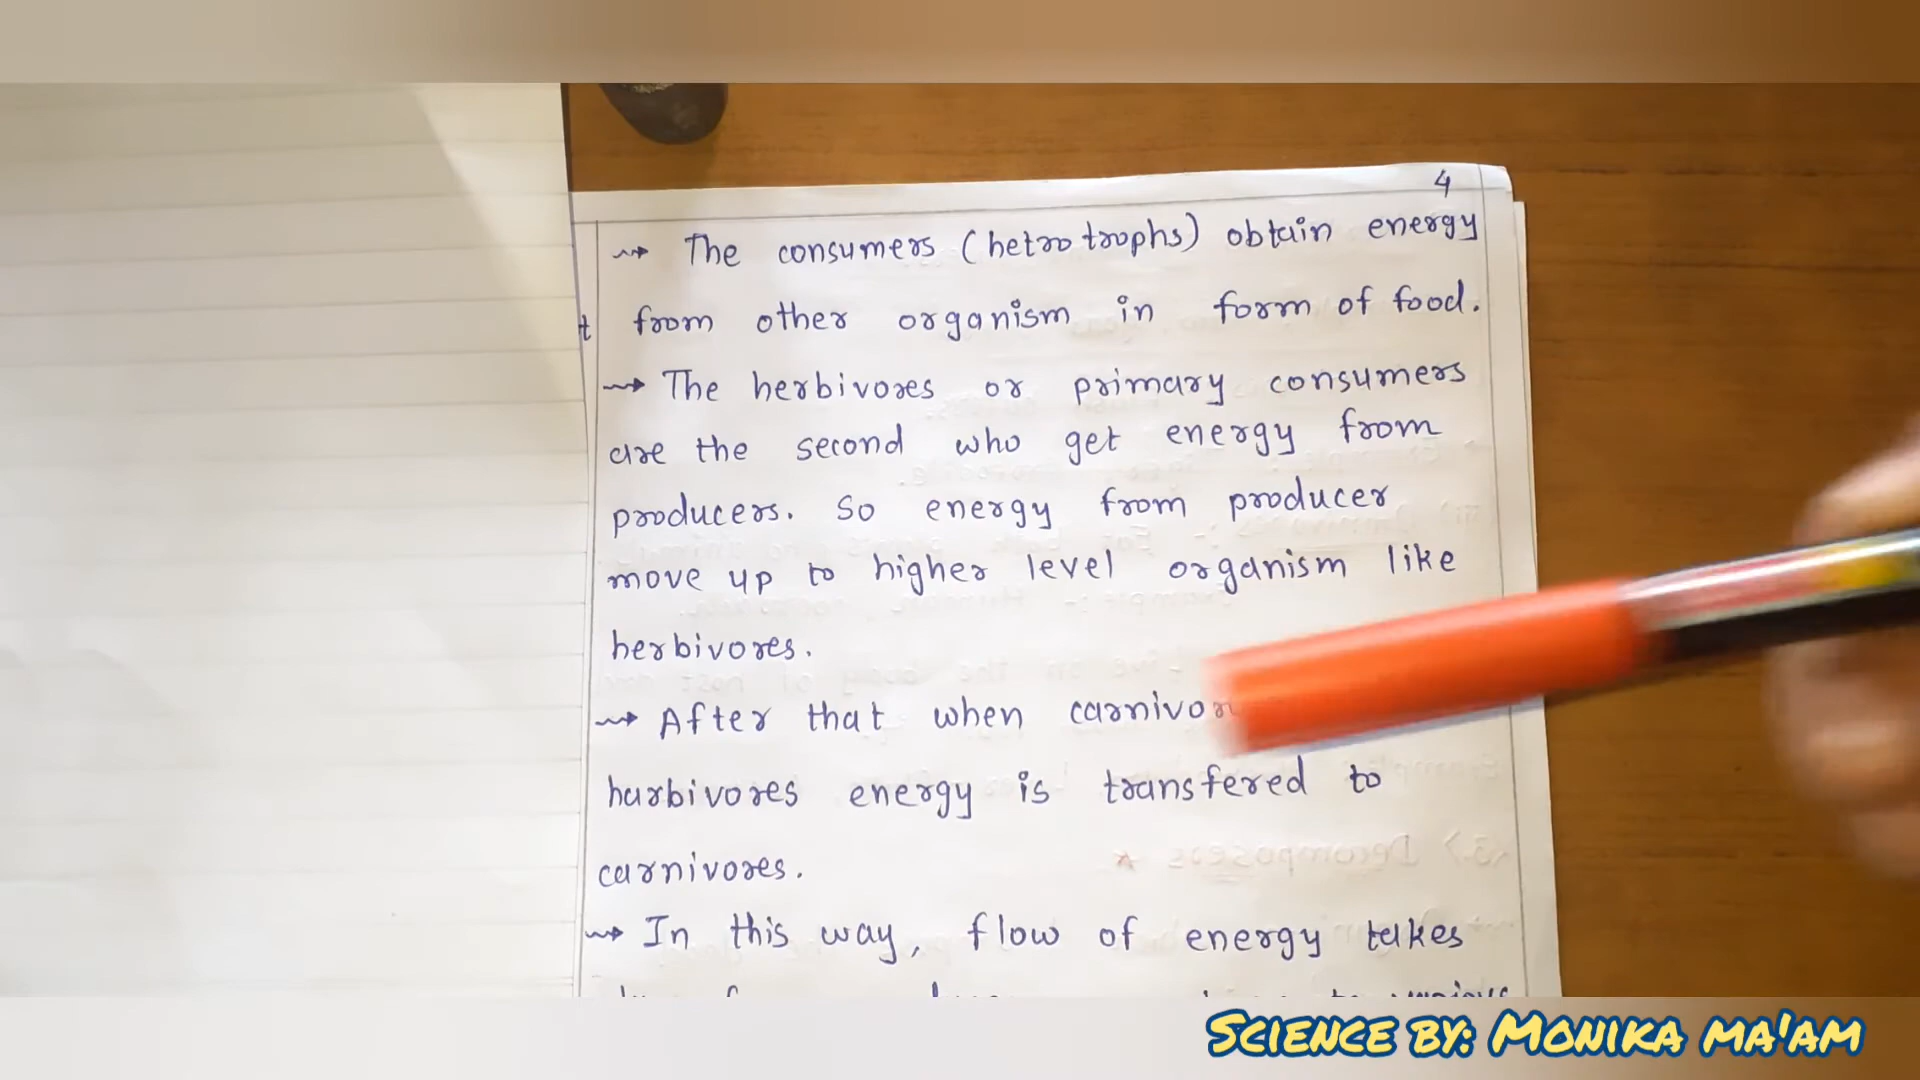 4
⇝ The consumers (hetrotrophs) obtain energy
t from other organism in form of food.
⇝ The herbivores or primary consumers
are the second who get energy from
producers. So energy from producer
move up to higher level organism like
herbivores.
⇝ After that when
harbivores energy is transfered to
carnivores.
⇝ In this way, flow of energy takes
SCIENCE BY: MONIKA MA'AM